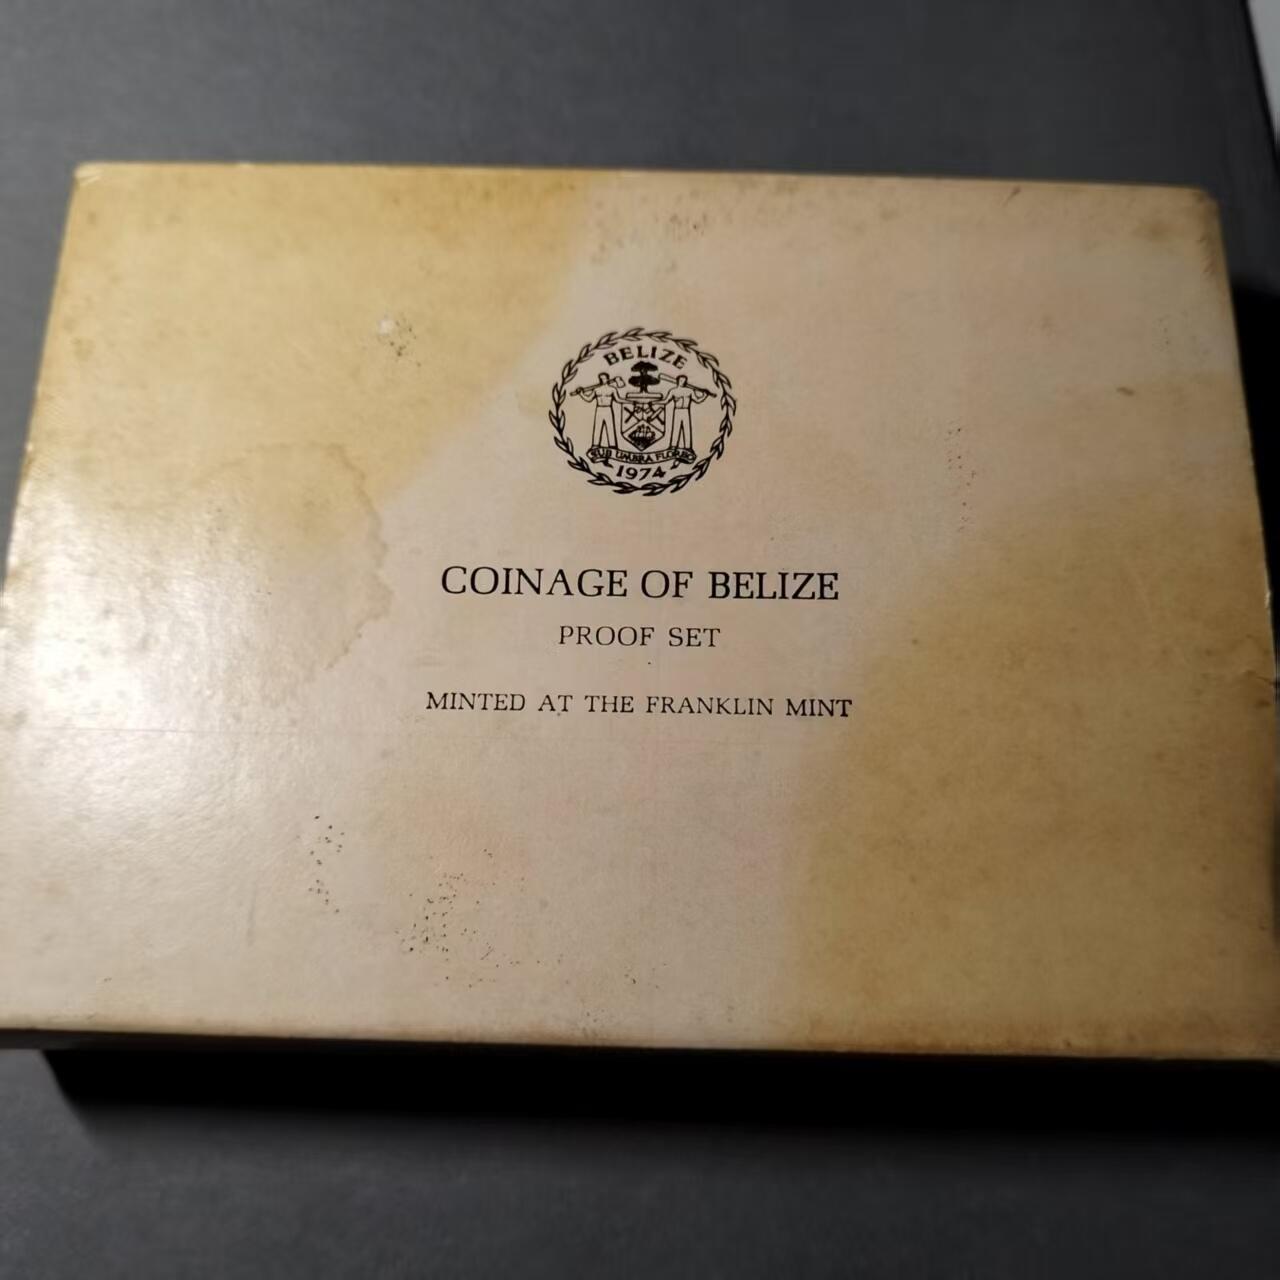 BELIZE
SUB UMBRA FLOREO
1974
COINAGE OF BELIZE
PROOF SET
MINTED AT THE FRANKLIN MINT